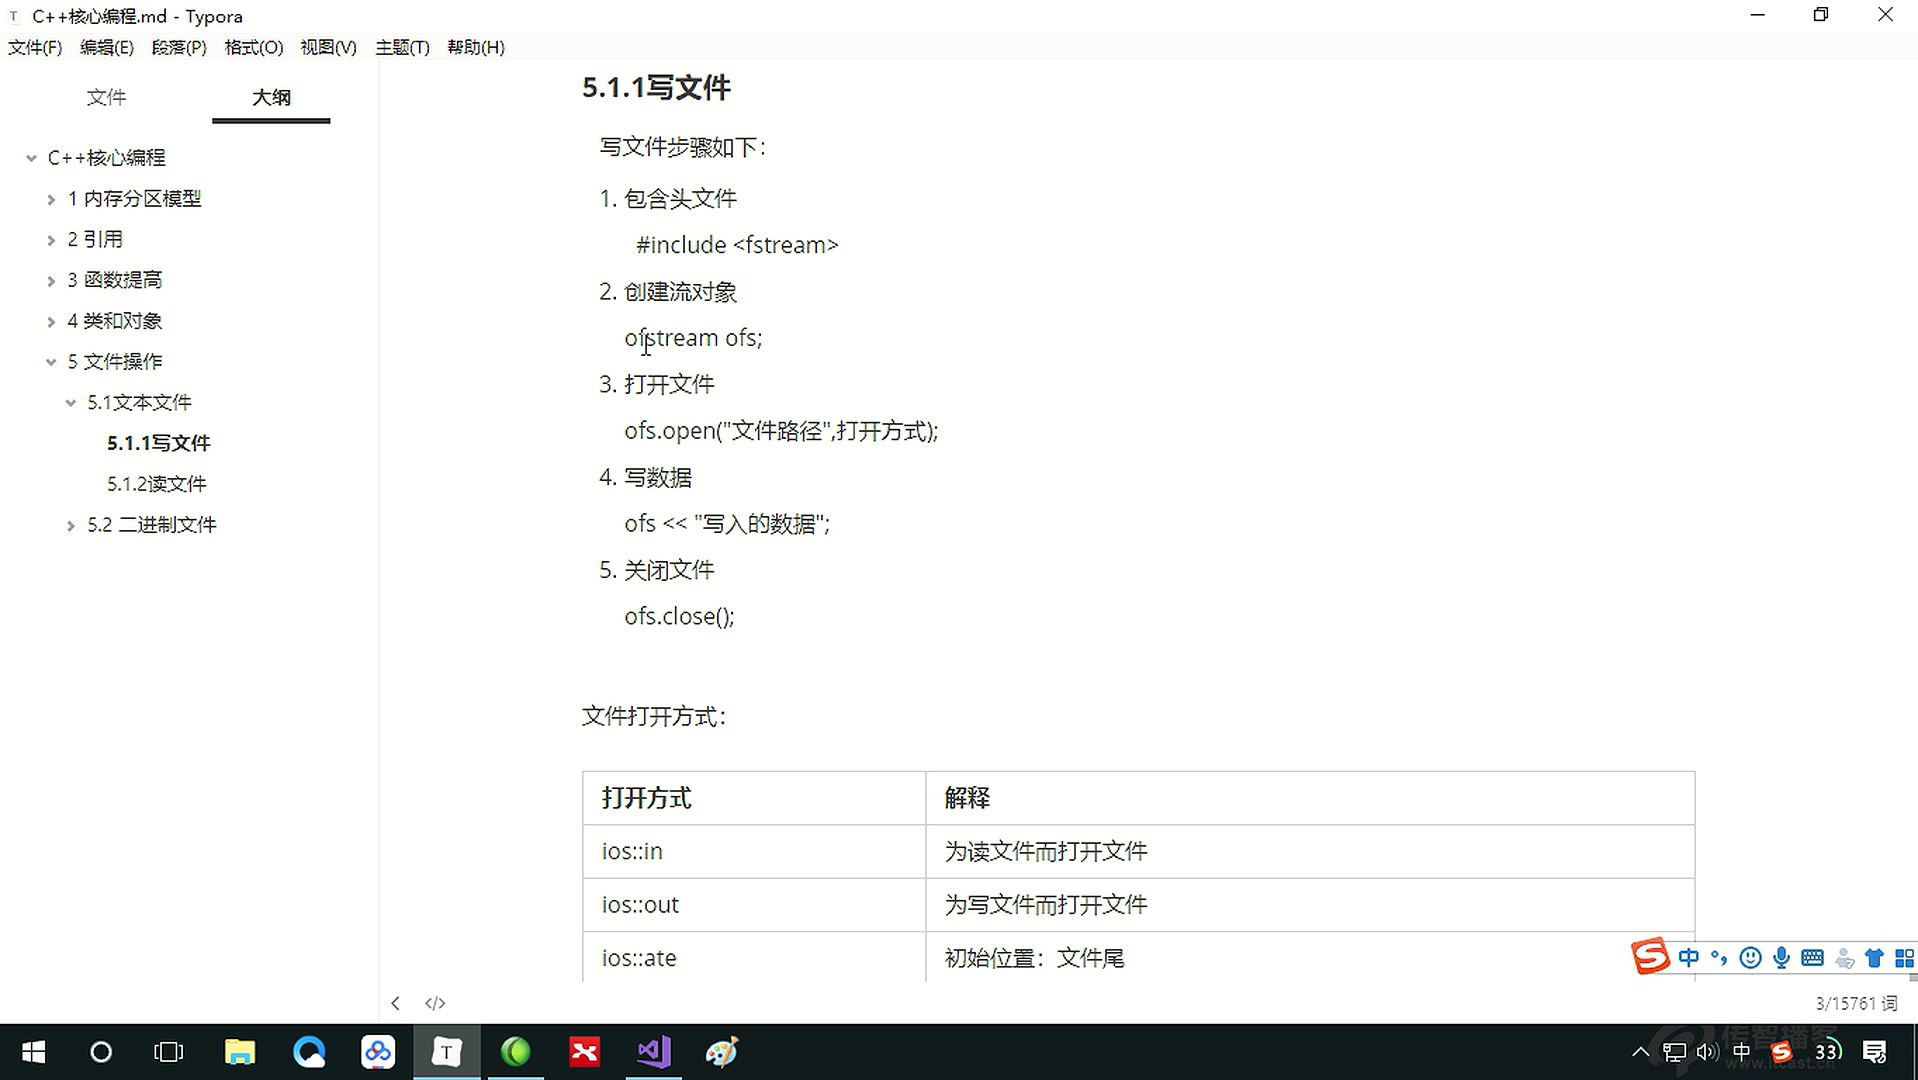 C++核心编程.md - Typora
文件(F) 编辑(E) 段落(P) 格式(O) 视图(V) 主题(T) 帮助(H)
文件 大纲
C++核心编程
1 内存分区模型
2 引用
3 函数提高
4 类和对象
5 文件操作
5.1文本文件
5.1.1写文件
5.1.2读文件
5.2 二进制文件
5.1.1写文件
写文件步骤如下：
1. 包含头文件
#include <fstream>
2. 创建流对象
ofstream ofs;
3. 打开文件
ofs.open("文件路径",打开方式);
4. 写数据
ofs << "写入的数据";
5. 关闭文件
ofs.close();
文件打开方式：
打开方式 解释
ios::in 为读文件而打开文件
ios::out 为写文件而打开文件
ios::ate 初始位置：文件尾
中
</>
3/15761 词
中 33
传智播客
www.itcast.cn